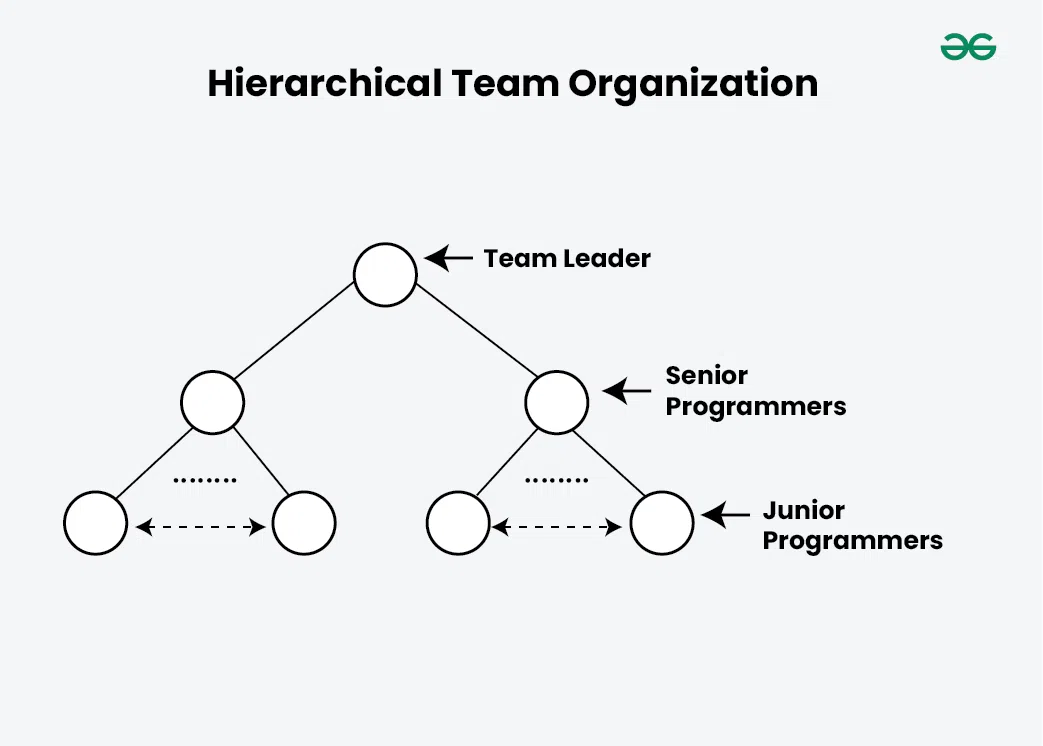 Hierarchical Team Organization
Team Leader
Senior
Programmers
........
........
Junior
Programmers